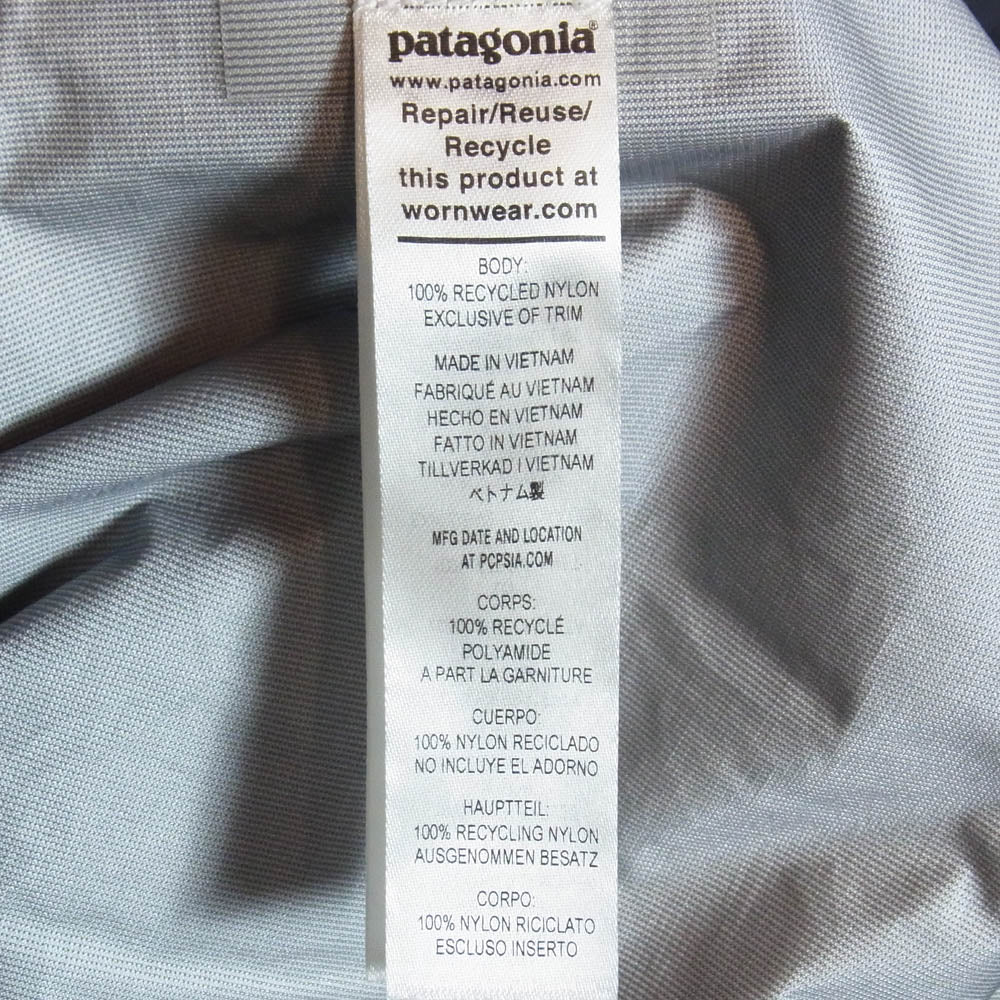 patagonia®
www.patagonia.com
Repair/Reuse/
Recycle
this product at
wornwear.com
BODY:
100% RECYCLED NYLON
EXCLUSIVE OF TRIM
MADE IN VIETNAM
FABRIQUÉ AU VIETNAM
HECHO EN VIETNAM
FATTO IN VIETNAM
TILLVERKAD I VIETNAM
ベトナム製
MFG DATE AND LOCATION
AT PCPSIA.COM
CORPS:
100% RECYCLÉ
POLYAMIDE
A PART LA GARNITURE
CUERPO:
100% NYLON RECICLADO
NO INCLUYE EL ADORNO
HAUPTTEIL:
100% RECYCLING NYLON
AUSGENOMMEN BESATZ
CORPO:
100% NYLON RICICLATO
ESCLUSO INSERTO